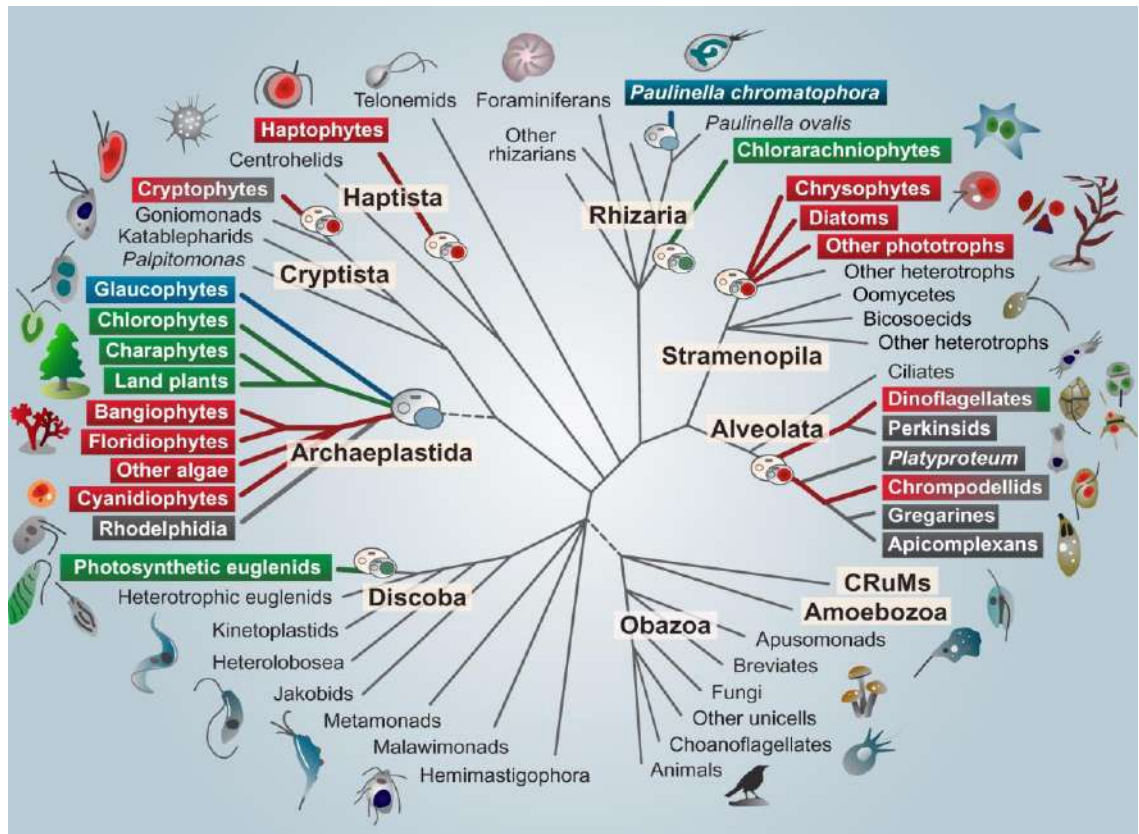 Telonemids
Foraminiferans
Paulinella chromatophora
Haptophytes
Other
rhizarians
Paulinella ovalis
Centrohelids
Chlorarachniophytes
Cryptophytes
Haptista
Rhizaria
Chrysophytes
Goniomonads
Diatoms
Katablepharids
Other phototrophs
Palpitomonas
Cryptista
Other heterotrophs
Glaucophytes
Oomycetes
Chlorophytes
Bicosoecids
Charaphytes
Stramenopila
Other heterotrophs
Land plants
Ciliates
Bangiophytes
Dinoflagellates
Floridiophytes
Archaeplastida
Alveolata
Perkinsids
Other algae
Platyproteum
Cyanidiophytes
Chrompodellids
Rhodelphidia
Gregarines
Apicomplexans
Photosynthetic euglenids
Heterotrophic euglenids
Discoba
CRuMs
Amoebozoa
Kinetoplastids
Obazoa
Apusomonads
Heterolobosea
Breviates
Jakobids
Fungi
Metamonads
Other unicells
Malawimonads
Choanoflagellates
Hemimastigophora
Animals